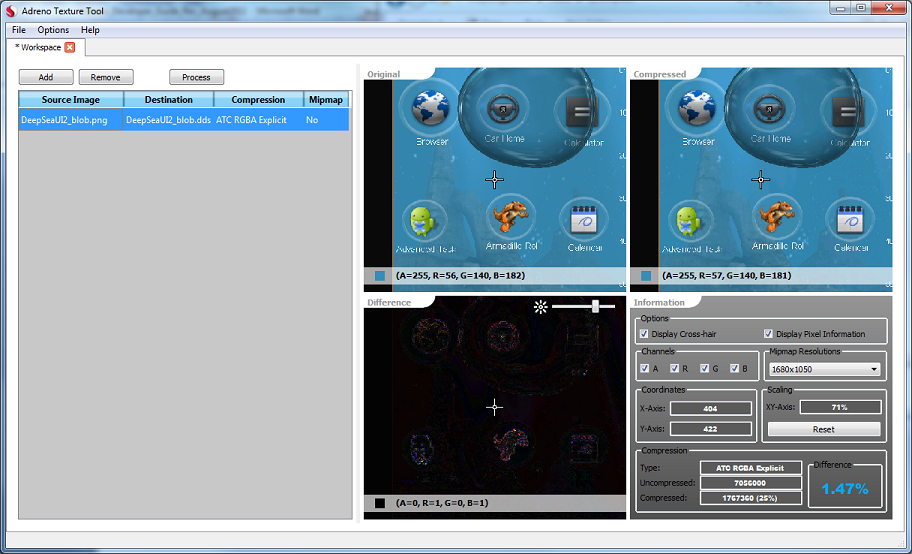 Adreno Texture Tool
File Options Help
* Workspace
Add Remove Process
Source Image Destination Compression Mipmap
DeepSeaUI2_blob.png DeepSeaUI2_blob.dds ATC RGBA Explicit No
Original
Browser Car Home Calculator
Advanced Tech Armadillo Rol Calendar
(A=255, R=56, G=140, B=182)
Compressed
Browser Car Home Calculator
Advanced Tech Armadillo Rol Calendar
(A=255, R=57, G=140, B=181)
Difference
(A=0, R=1, G=0, B=1)
Information
Options
Display Cross-hair Display Pixel Information
Channels
A R G B
Mipmap Resolutions
1680x1050
Coordinates
X-Axis: 404
Y-Axis: 422
Scaling
XY-Axis: 71%
Reset
Compression
Type: ATC RGBA Explicit
Uncompressed: 7056000
Compressed: 1767360 (25%)
Difference
1.47%